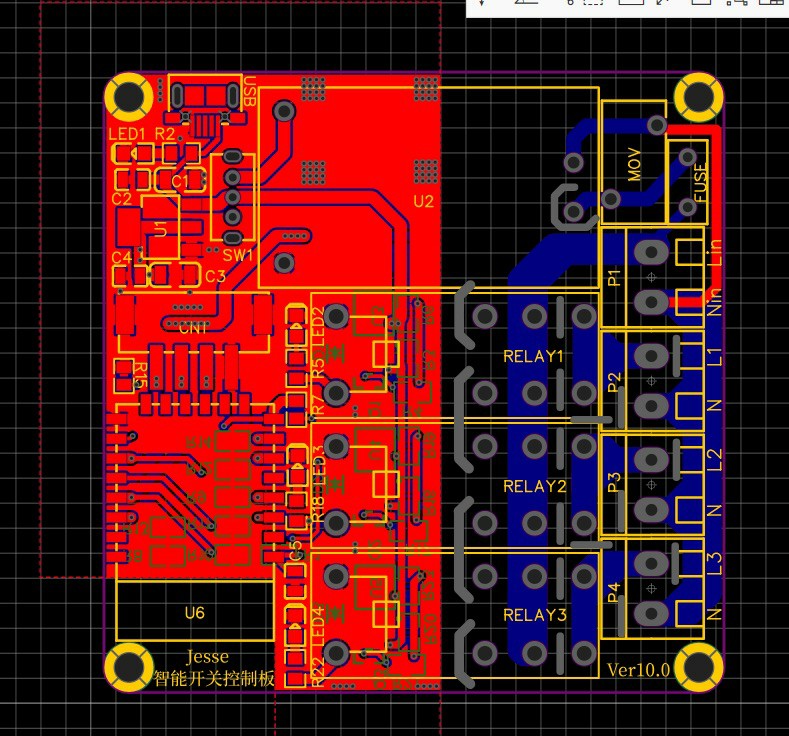 USB
LED1 R2
C1
C2
U1
U2
MOV
FUSE
SW1
C4
C3
P1
Lin
Nin
CNT
LED2
R5
R7
R15
RELAY1
P2
L1
N
LED3
R18
RELAY2
P3
L2
N
C5
U6
LED4
R22
RELAY3
P4
L3
N
Jesse
智能开关控制板
Ver10.0